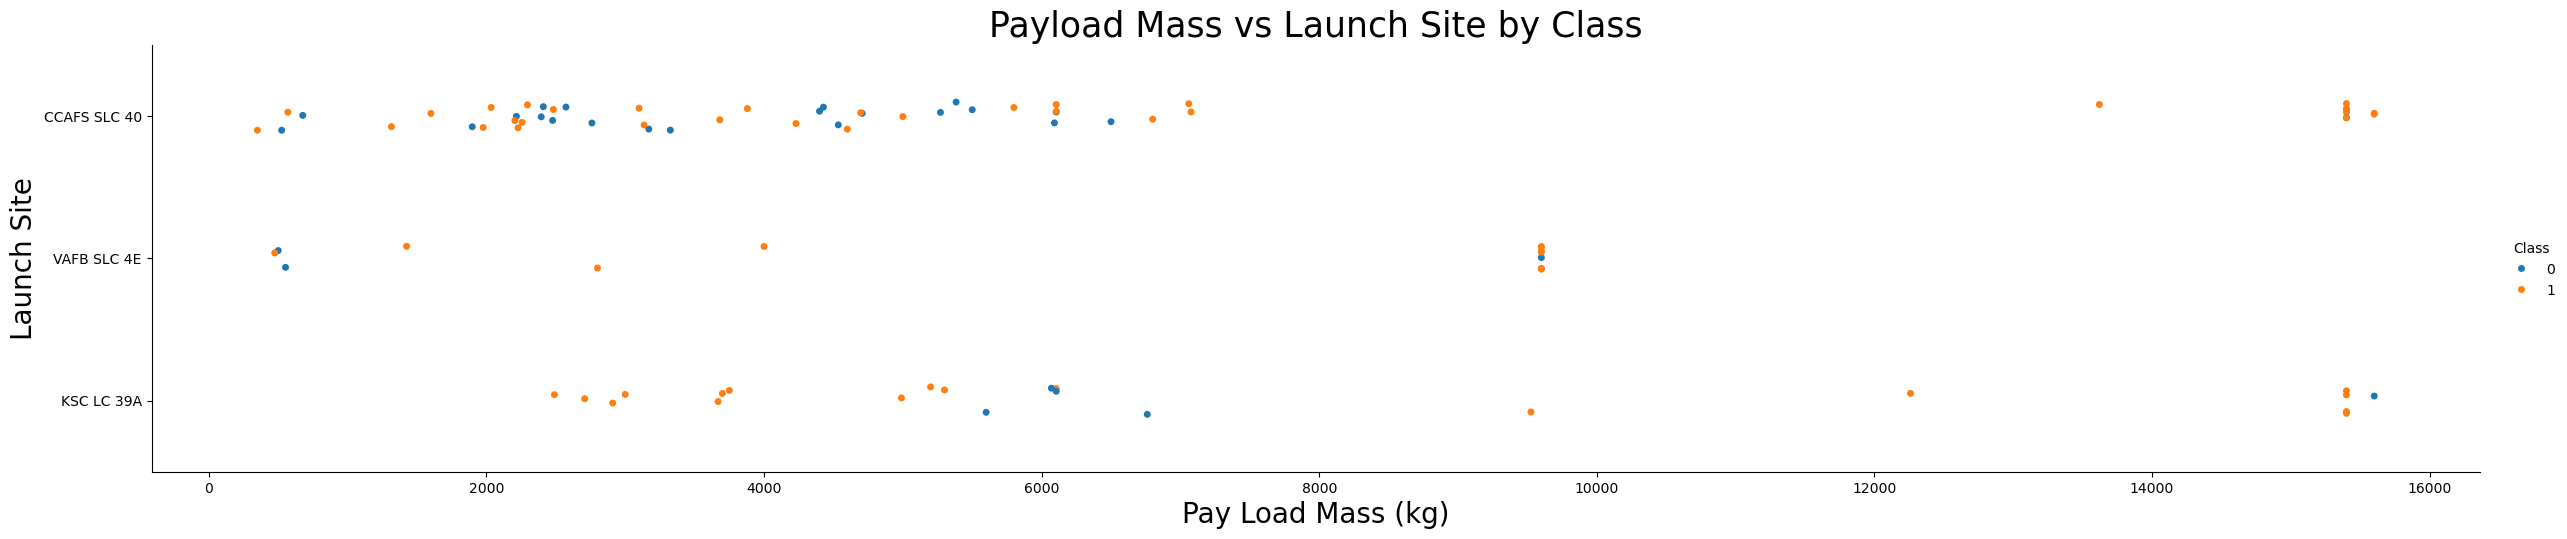 Payload Mass vs Launch Site by Class
Launch Site
CCAFS SLC 40
VAFB SLC 4E
KSC LC 39A
0
2000
4000
6000
8000
10000
12000
14000
16000
Pay Load Mass (kg)
Class
0
1